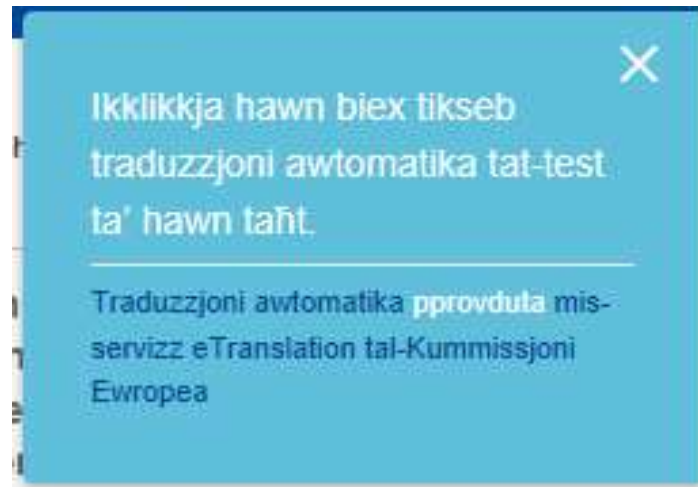 Ikklikkja hawn biex tikseb
traduzzjoni awtomatika tat-test
ta' hawn taħt.
Traduzzjoni awtomatika pprovduta mis-
servizz eTranslation tal-Kummissjoni
Ewropea